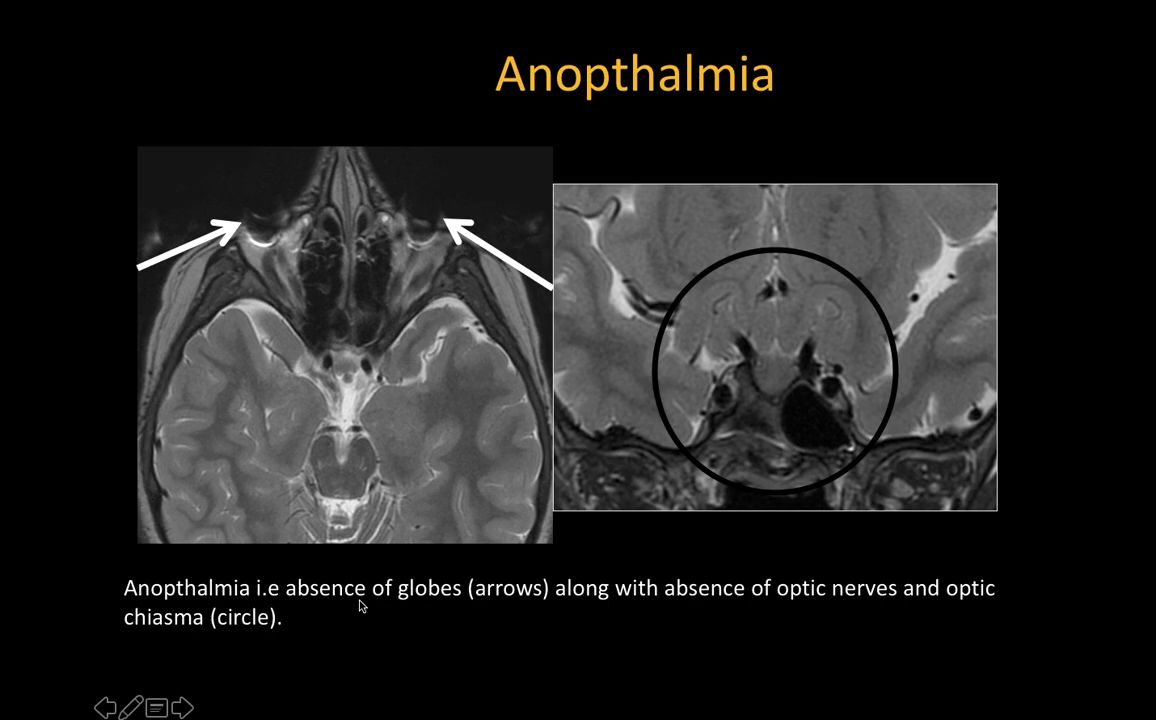 Anopthalmia
Anopthalmia i.e absence of globes (arrows) along with absence of optic nerves and optic
chiasma (circle).